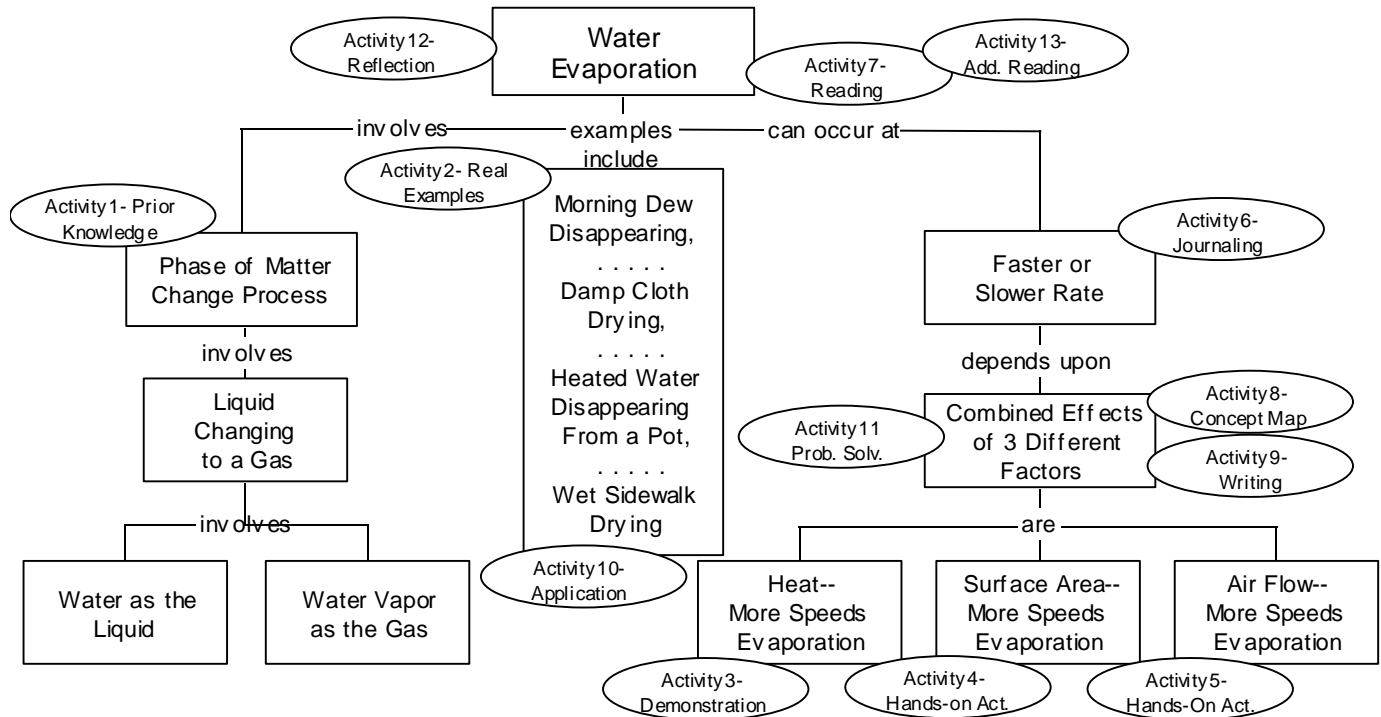 Activity 12-
Reflection
Water
Evaporation
Activity 7-
Reading
Activity 13-
Add. Reading
involves
examples
include
can occur at
Activity 1- Prior
Knowledge
Phase of Matter
Change Process
involves
Liquid
Changing
to a Gas
involves
Water as the
Liquid
Water Vapor
as the Gas
Activity 2- Real
Examples
Morning Dew
Disappearing,
. . . . .
Damp Cloth
Drying,
. . . . .
Heated Water
Disappearing
From a Pot,
. . . . .
Wet Sidewalk
Drying
Activity 10-
Application
Activity 6-
Journaling
Faster or
Slower Rate
depends upon
Activity 11
Prob. Solv.
Combined Effects
of 3 Different
Factors
Activity 8-
Concept Map
Activity 9-
Writing
are
Heat--
More Speeds
Evaporation
Activity 3-
Demonstration
Surface Area--
More Speeds
Evaporation
Activity 4-
Hands-on Act.
Air Flow--
More Speeds
Evaporation
Activity 5-
Hands-On Act.